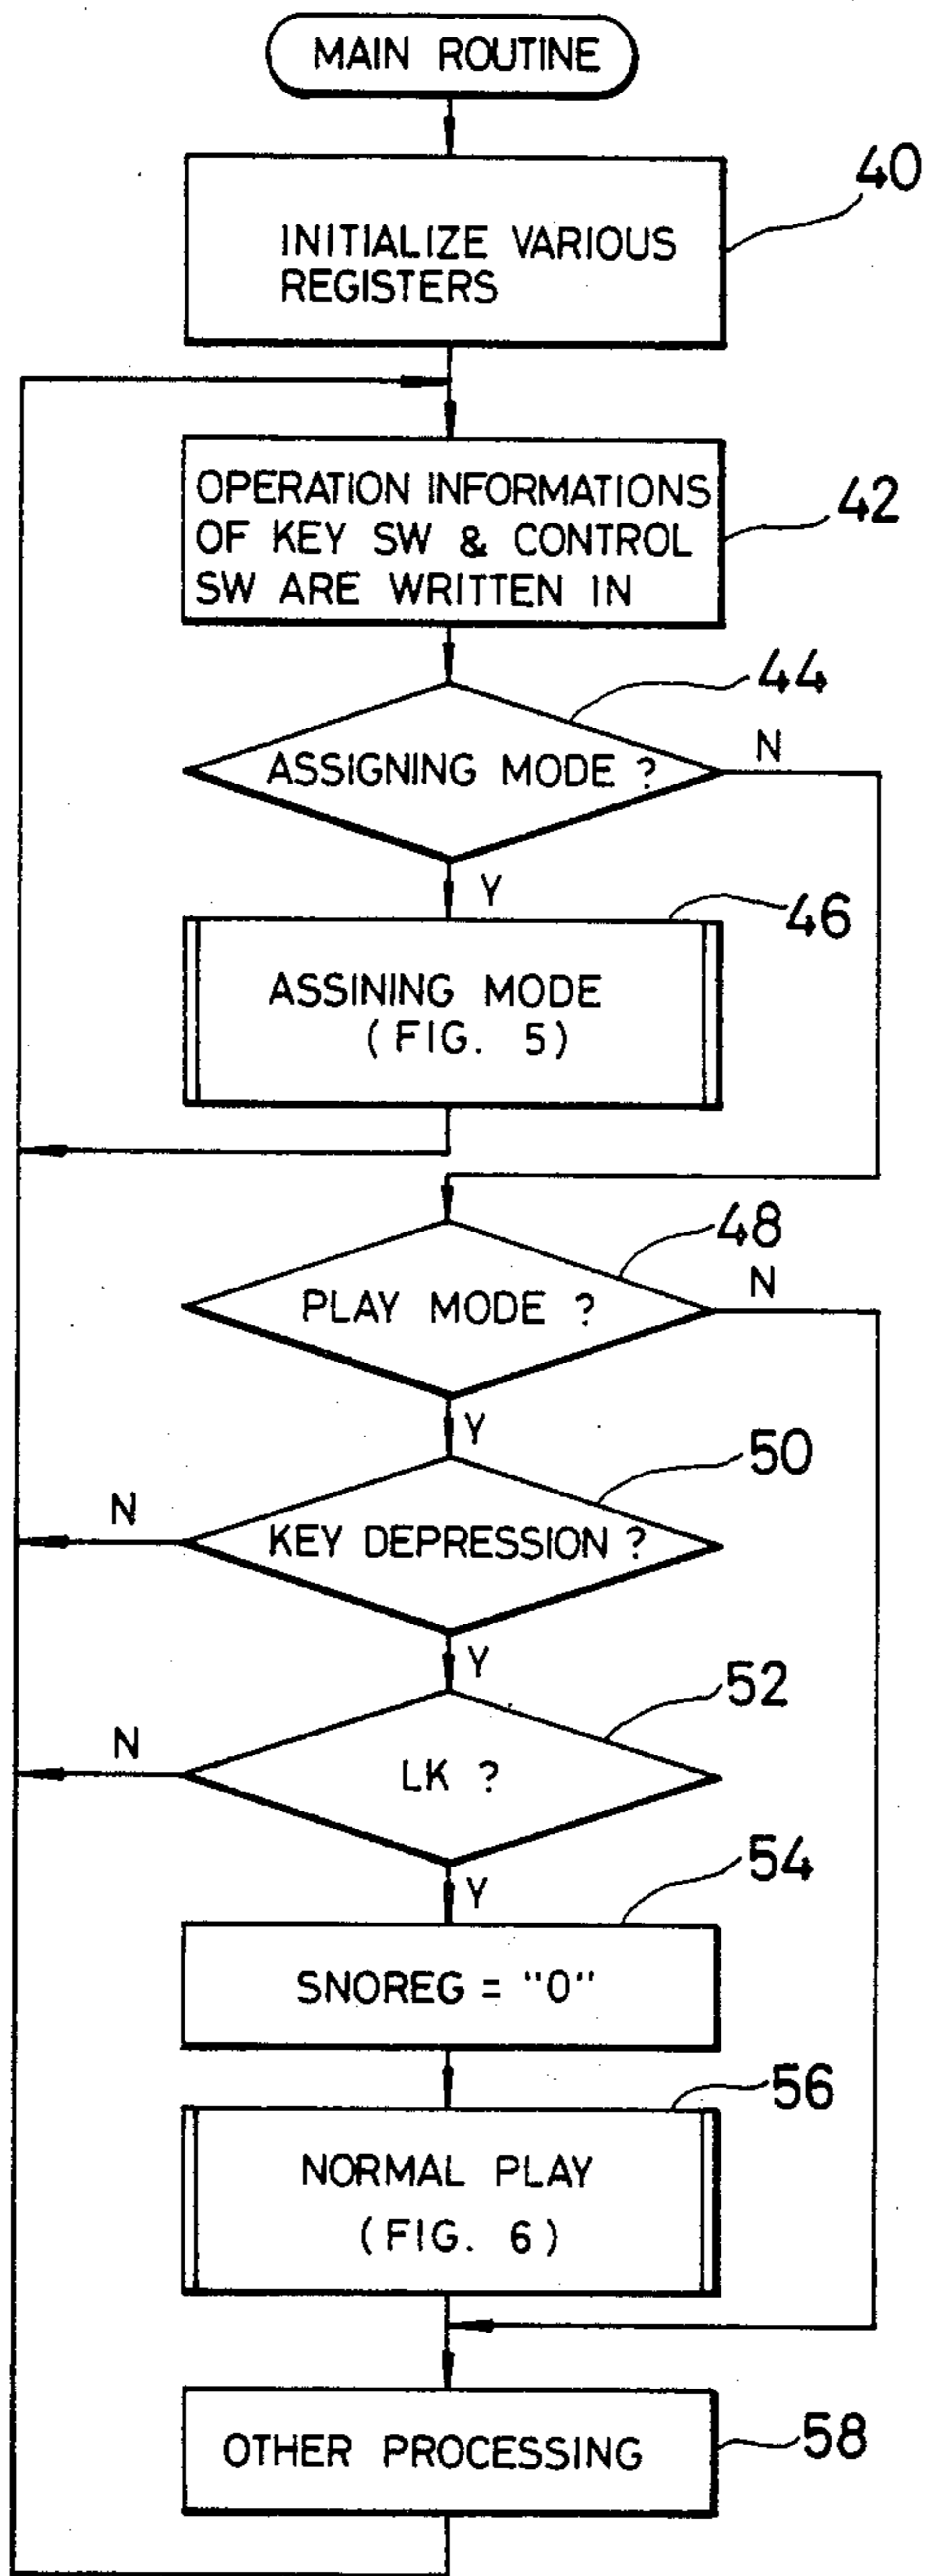 MAIN ROUTINE
40
INITIALIZE VARIOUS
REGISTERS
OPERATION INFORMATIONS
OF KEY SW & CONTROL
SW ARE WRITTEN IN
42
44
ASSIGNING MODE ?
N
Y
46
ASSINING MODE
( FIG. 5 )
48
PLAY MODE ?
N
Y
50
KEY DEPRESSION ?
N
Y
52
LK ?
N
Y
54
SNOREG = "0"
56
NORMAL PLAY
( FIG. 6 )
OTHER PROCESSING
58